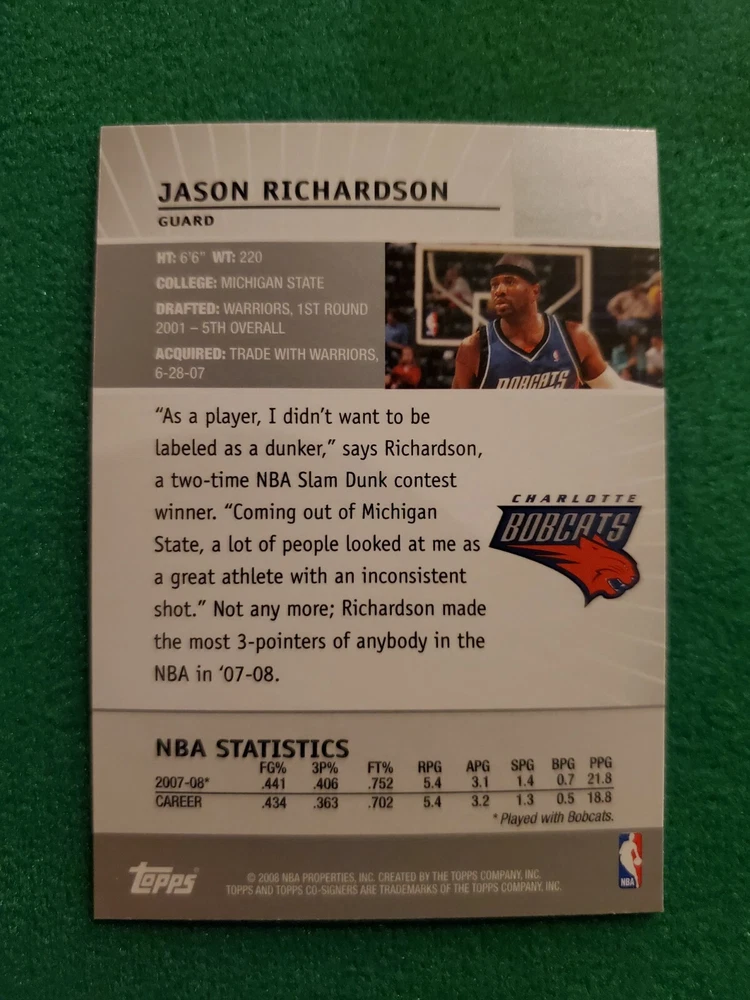 JASON RICHARDSON
GUARD
HT: 6'6" WT: 220
COLLEGE: MICHIGAN STATE
DRAFTED: WARRIORS, 1ST ROUND
2001 – 5TH OVERALL
ACQUIRED: TRADE WITH WARRIORS,
6-28-07
BOBCATS
"As a player, I didn't want to be
labeled as a dunker," says Richardson,
a two-time NBA Slam Dunk contest
winner. "Coming out of Michigan
State, a lot of people looked at me as
a great athlete with an inconsistent
shot." Not any more; Richardson made
the most 3-pointers of anybody in the
NBA in '07-08.
CHARLOTTE
BOBCATS
NBA STATISTICS
FG% 3P% FT% RPG APG SPG BPG PPG
2007-08* .441 .406 .752 5.4 3.1 1.4 0.7 21.8
CAREER .434 .363 .702 5.4 3.2 1.3 0.5 18.8
* Played with Bobcats.
Topps
© 2008 NBA PROPERTIES, INC. CREATED BY THE TOPPS COMPANY, INC.
TOPPS AND TOPPS CO-SIGNERS ARE TRADEMARKS OF THE TOPPS COMPANY, INC.
NBA